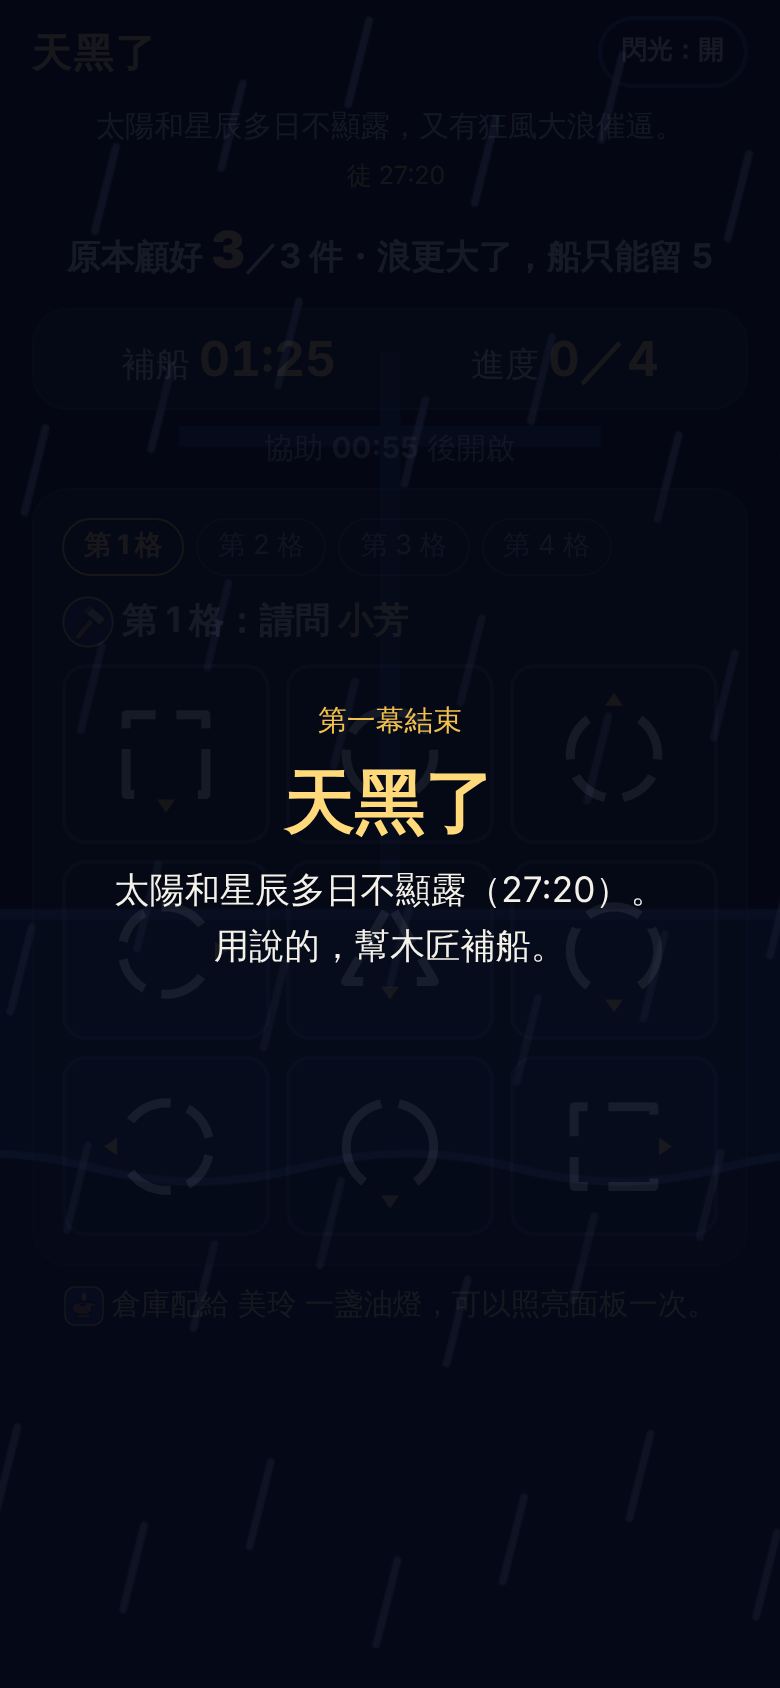 天黑了
閃光：開
太陽和星辰多日不顯露，又有狂風大浪催逼。
徒 27:20
原本顧好 3／3 件・浪更大了，船只能留 5
補船 01:25
進度 0／4
協助 00:55 後開啟
第 1 格
第 2 格
第 3 格
第 4 格
第 1 格：請問 小芳
第一幕結束
天黑了
太陽和星辰多日不顯露（27:20）。
用說的，幫木匠補船。
倉庫配給 美玲 一盞油燈，可以照亮面板一次。